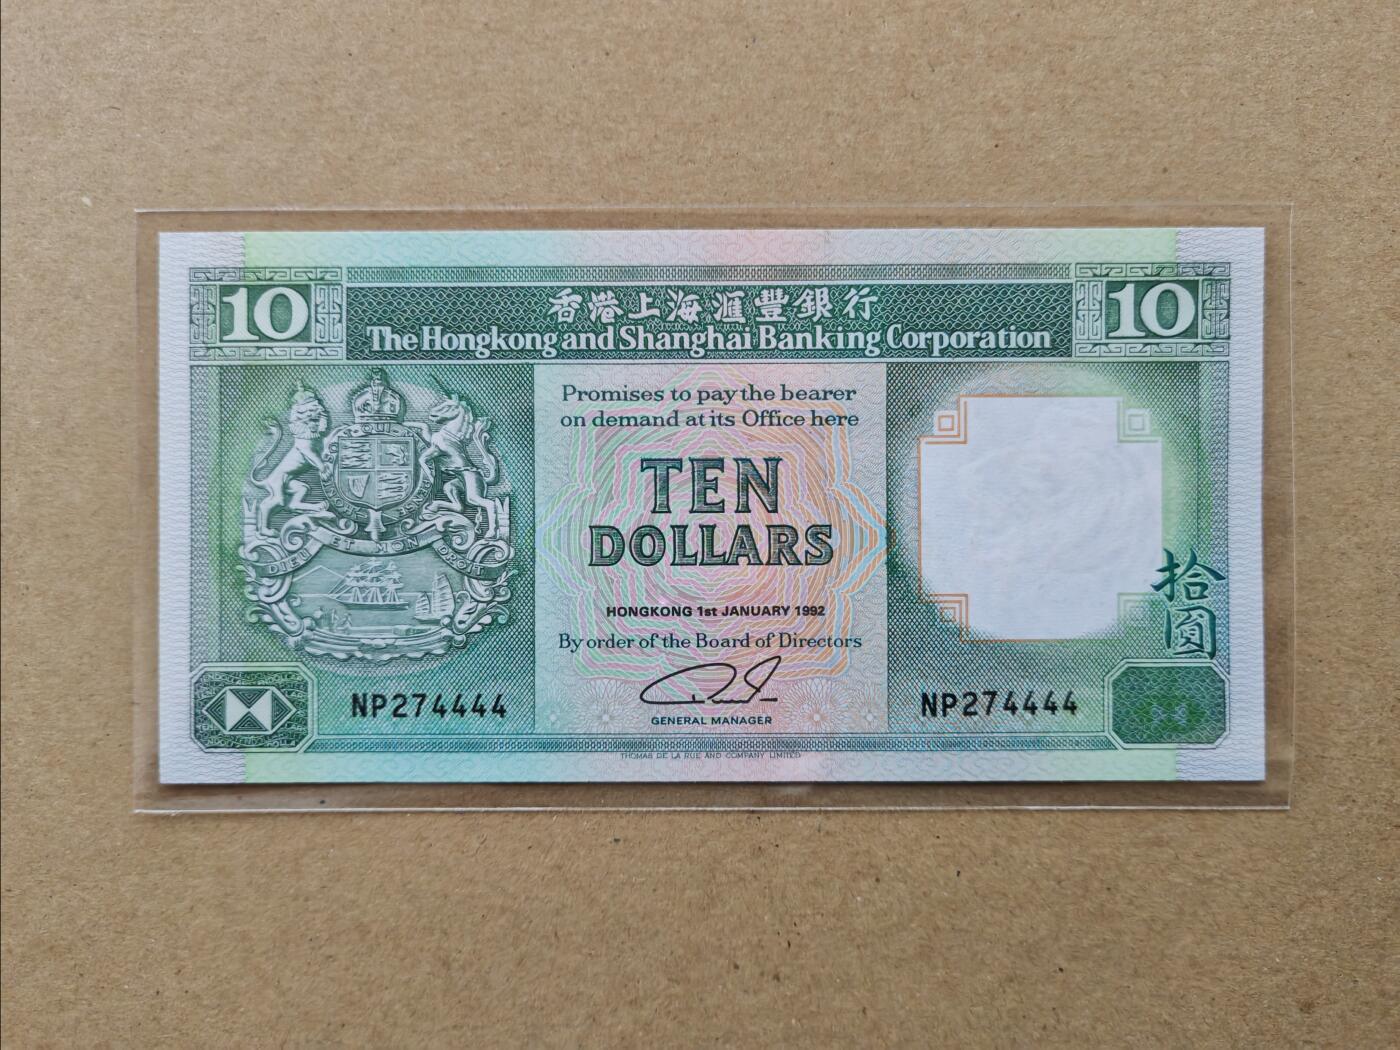 10
香港上海滙豐銀行
10
The Hongkong and Shanghai Banking Corporation
Promises to pay the bearer
on demand at its Office here
TEN
DOLLARS
DIEU ET MON DROIT
拾圓
HONGKONG 1st JANUARY 1992
By order of the Board of Directors
NP274444
NP274444
GENERAL MANAGER
THOMAS DE LA RUE AND COMPANY LIMITED